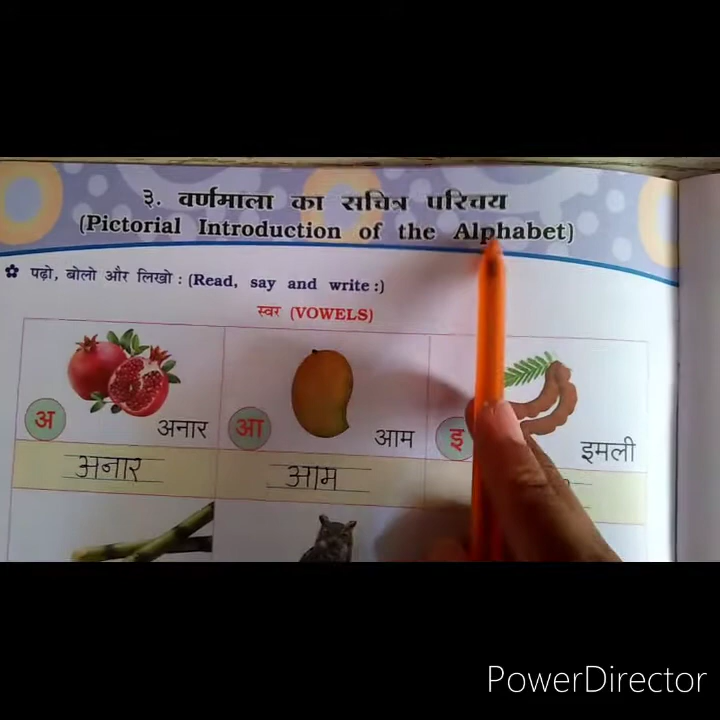 ३. वर्णमाला का सचित्र परिचय
(Pictorial Introduction of the Alphabet)
✿ पढ़ो, बोलो और लिखो : (Read, say and write :)
स्वर (VOWELS)
अ अनार आ आम इ इमली
अनार आम
PowerDirector